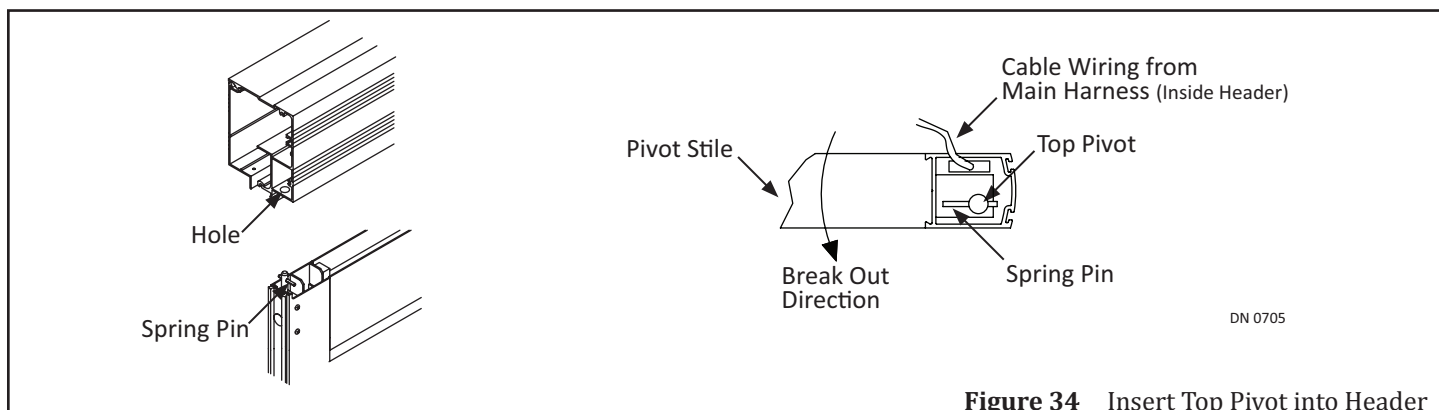 Hole
Spring Pin
Cable Wiring from
Main Harness (Inside Header)
Pivot Stile
Top Pivot
Break Out
Direction
Spring Pin
DN 0705
Figure 34 Insert Top Pivot into Header